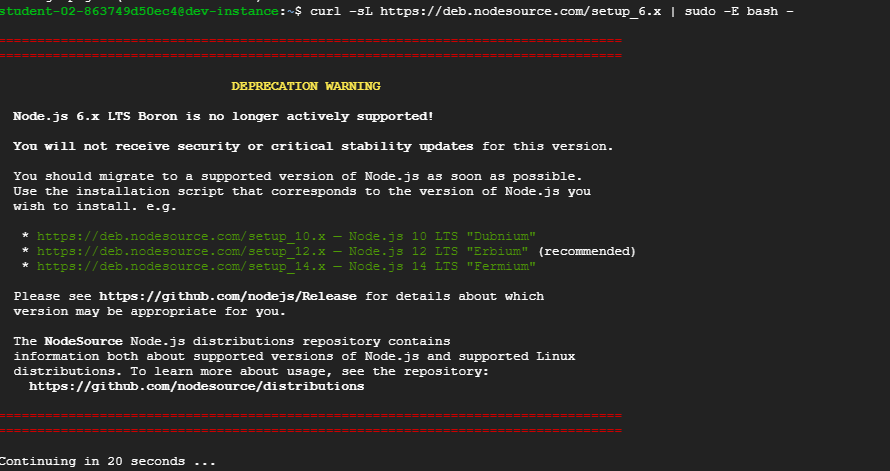 student-02-863749d50ec4@dev-instance:~$ curl -sL https://deb.nodesource.com/setup_6.x | sudo -E bash -
================================================================================
================================================================================
DEPRECATION WARNING
Node.js 6.x LTS Boron is no longer actively supported!
You will not receive security or critical stability updates for this version.
You should migrate to a supported version of Node.js as soon as possible.
Use the installation script that corresponds to the version of Node.js you
wish to install. e.g.
* https://deb.nodesource.com/setup_10.x — Node.js 10 LTS "Dubnium"
* https://deb.nodesource.com/setup_12.x — Node.js 12 LTS "Erbium" (recommended)
* https://deb.nodesource.com/setup_14.x — Node.js 14 LTS "Fermium"
Please see https://github.com/nodejs/Release for details about which
version may be appropriate for you.
The NodeSource Node.js distributions repository contains
information both about supported versions of Node.js and supported Linux
distributions. To learn more about usage, see the repository:
https://github.com/nodesource/distributions
================================================================================
================================================================================
Continuing in 20 seconds ...